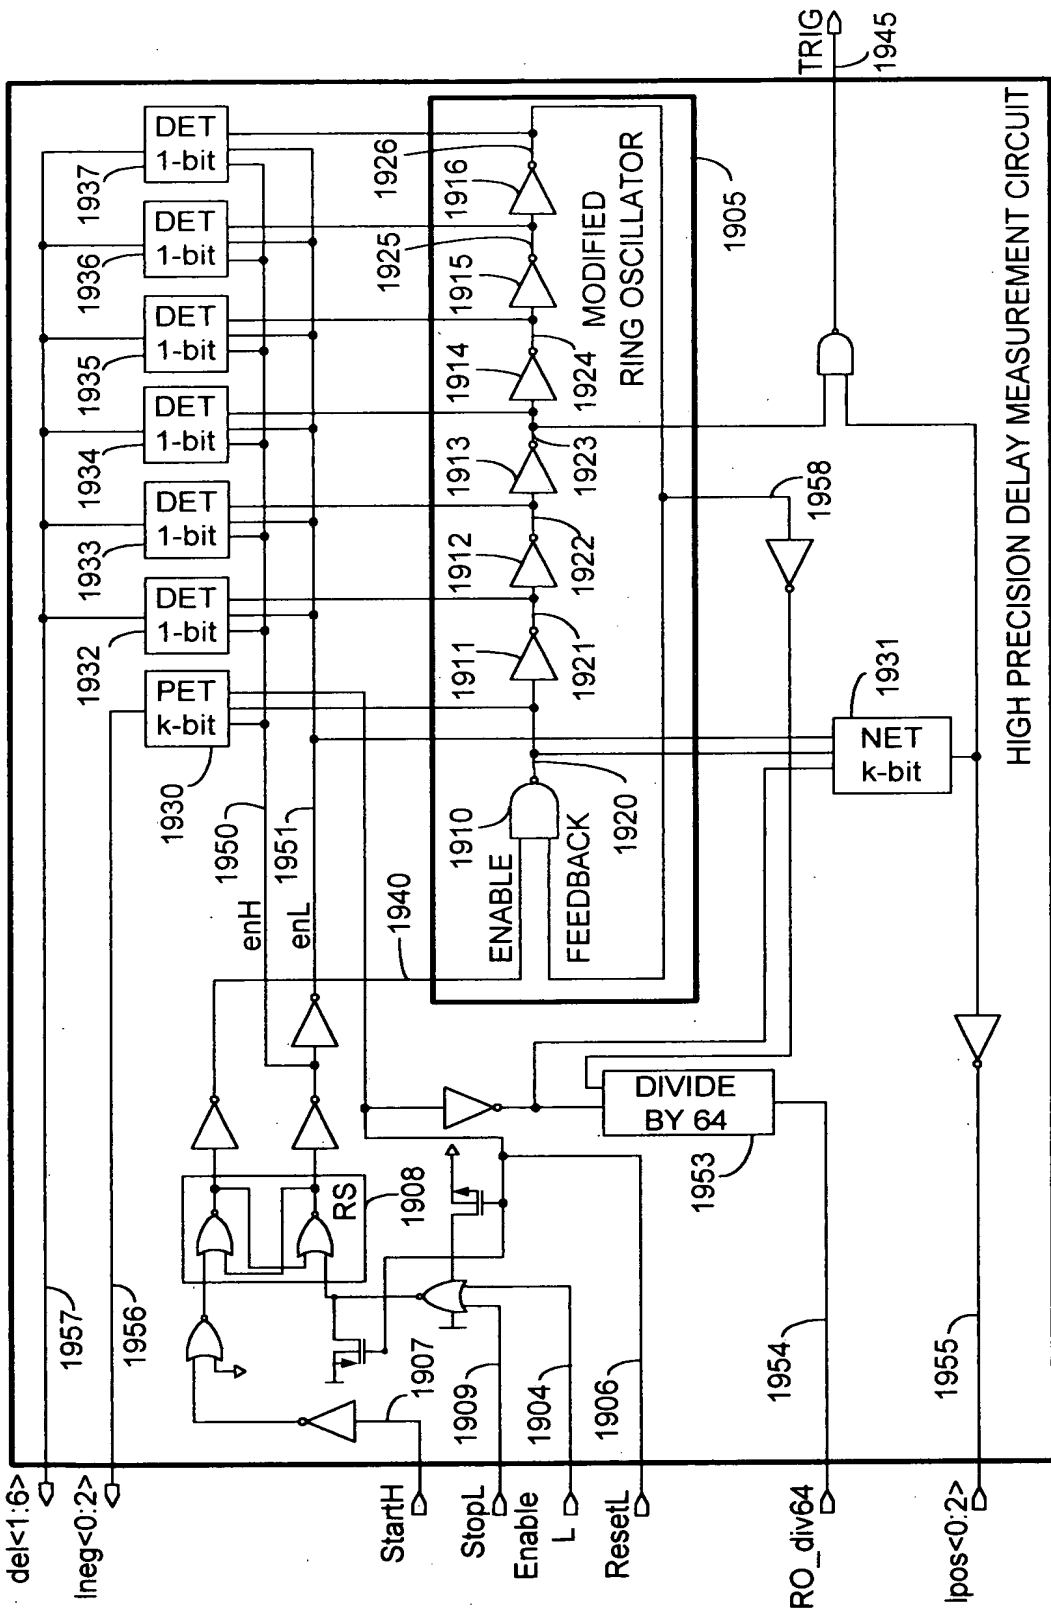 HIGH PRECISION DELAY MEASUREMENT CIRCUIT
del<1:6>
Ineg<0:2>
StartH
StopL
Enable
L
ResetL
RO_div64
Ipos<0:2>
1957
1956
1907
1909
1904
1906
1954
1955
RS
1908
DIVIDE
BY 64
1953
enH
enL
1950
1951
1940
PET
k-bit
1930
DET
1-bit
1932
DET
1-bit
1933
DET
1-bit
1934
DET
1-bit
1935
DET
1-bit
1936
DET
1-bit
1937
ENABLE
FEEDBACK
1910
1920
1911
1921
1912
1922
1913
1923
1914
1924
1915
1925
1916
1926
MODIFIED
RING OSCILLATOR
1905
1958
NET
k-bit
1931
TRIG
1945